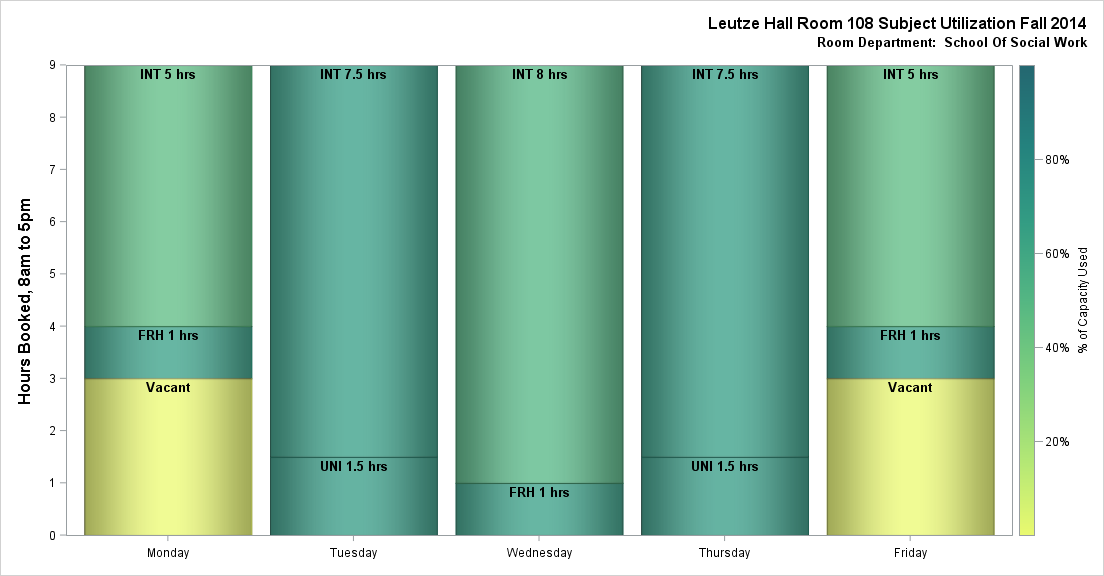 Leutze Hall Room 108 Subject Utilization Fall 2014
Room Department: School Of Social Work
Hours Booked, 8am to 5pm
9
8
7
6
5
4
3
2
1
0
INT 5 hrs
FRH 1 hrs
Vacant
INT 7.5 hrs
UNI 1.5 hrs
INT 8 hrs
FRH 1 hrs
INT 7.5 hrs
UNI 1.5 hrs
INT 5 hrs
FRH 1 hrs
Vacant
Monday
Tuesday
Wednesday
Thursday
Friday
80%
60%
40%
20%
% of Capacity Used